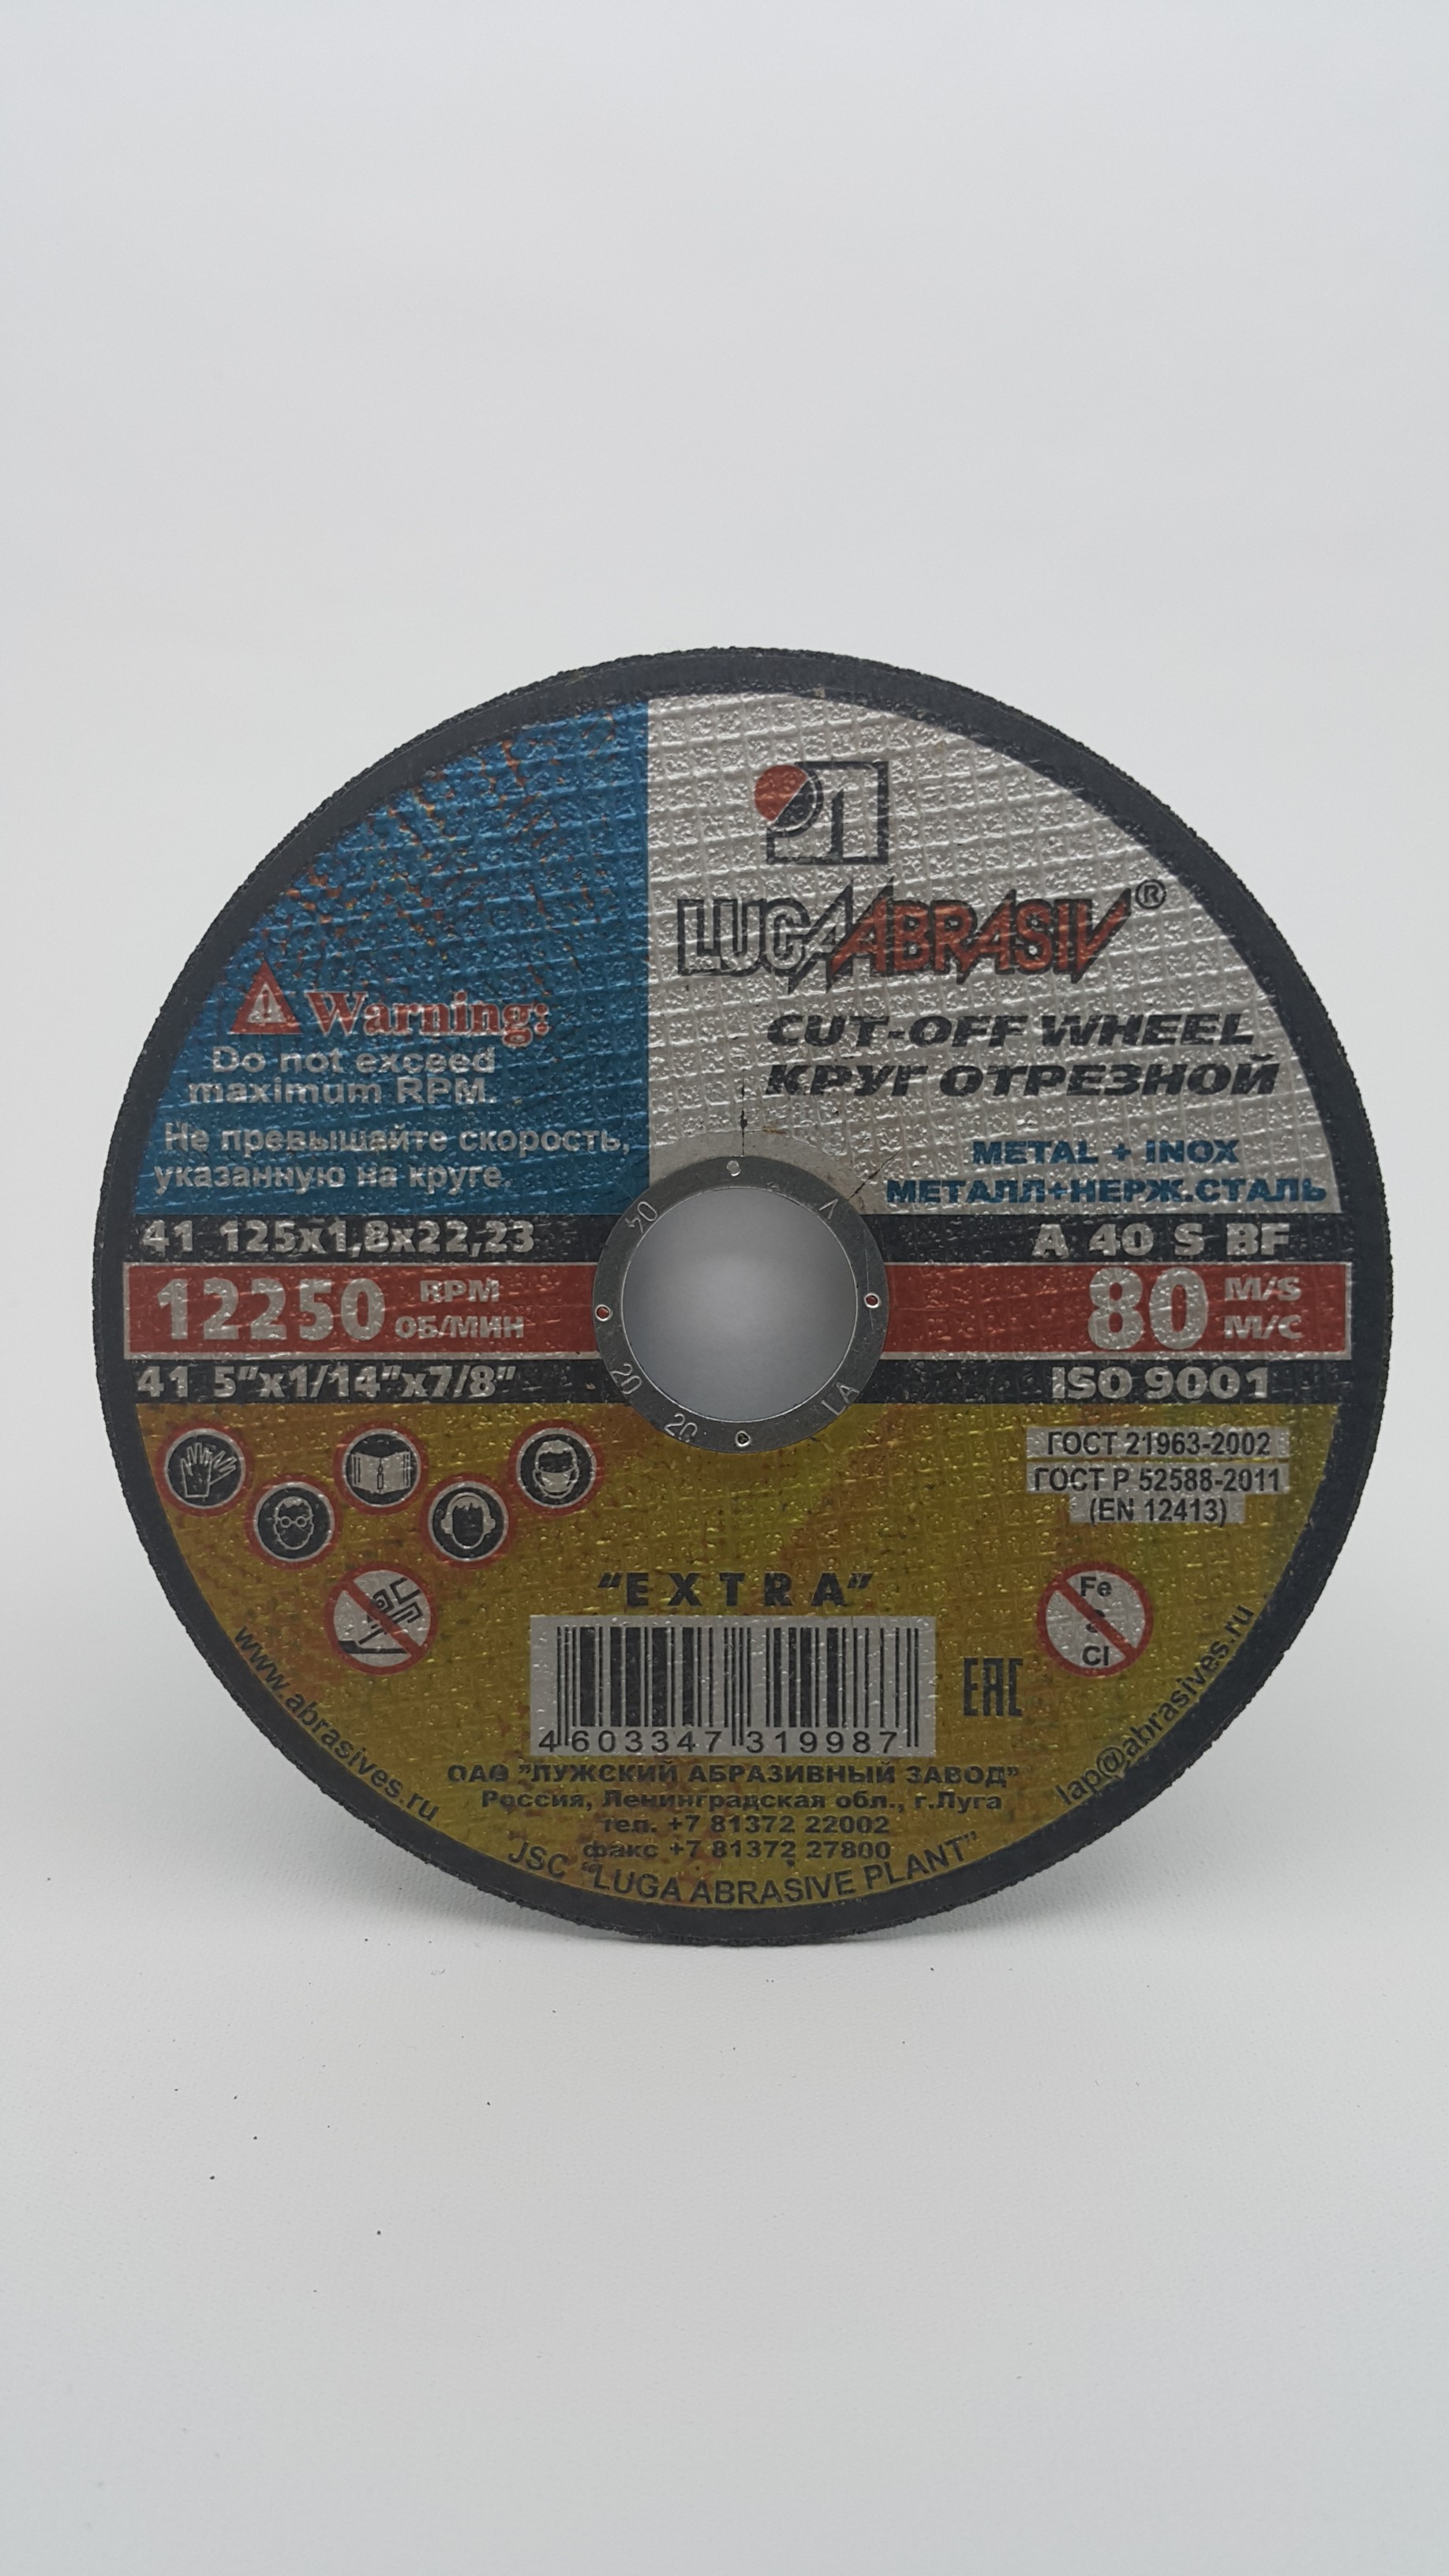 LUGAABRASIV®
CUT-OFF WHEEL
КРУГ ОТРЕЗНОЙ
METAL + INOX
МЕТАЛЛ+НЕРЖ.СТАЛЬ
Warning:
Do not exceed
maximum RPM.
Не превышайте скорость,
указанную на круге.
41 125x1,8x22,23
A 40 S BF
12250 RPM
ОБ/МИН
80 M/S
М/С
41 5"x1/14"x7/8"
ISO 9001
20
20
LA
ГОСТ 21963-2002
ГОСТ Р 52588-2011
(EN 12413)
"EXTRA"
Fe
S
Cl
4 603347 319987
EAC
ОАО "ЛУЖСКИЙ АБРАЗИВНЫЙ ЗАВОД"
Россия, Ленинградская обл., г.Луга
тел. +7 81372 22002
факс +7 81372 27800
JSC "LUGA ABRASIVE PLANT"
www.abrasives.ru
lap@abrasives.ru